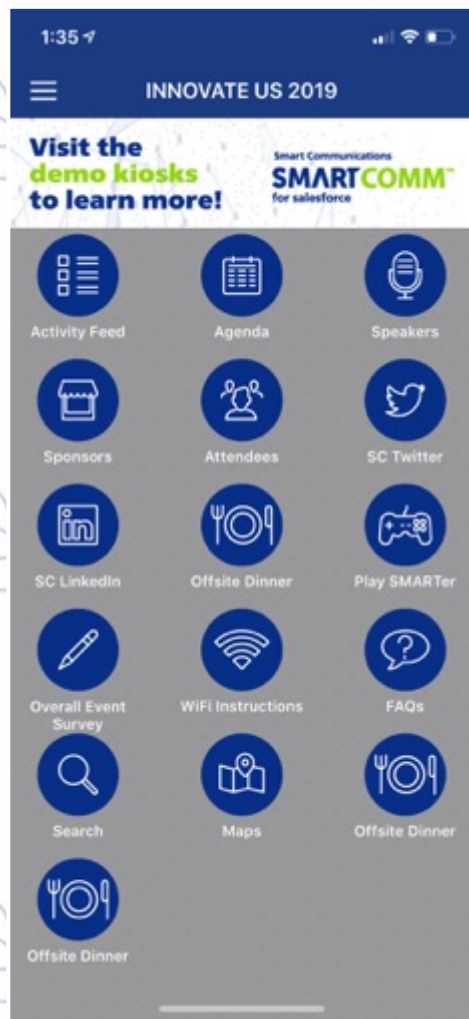 1:35
INNOVATE US 2019
Visit the
demo kiosks
to learn more!
Smart Communications
SMARTCOMM™
for salesforce
Activity Feed
Agenda
Speakers
Sponsors
Attendees
SC Twitter
in
SC LinkedIn
Offsite Dinner
Play SMARTer
Overall Event
Survey
WiFi Instructions
?
FAQs
Search
Maps
Offsite Dinner
Offsite Dinner